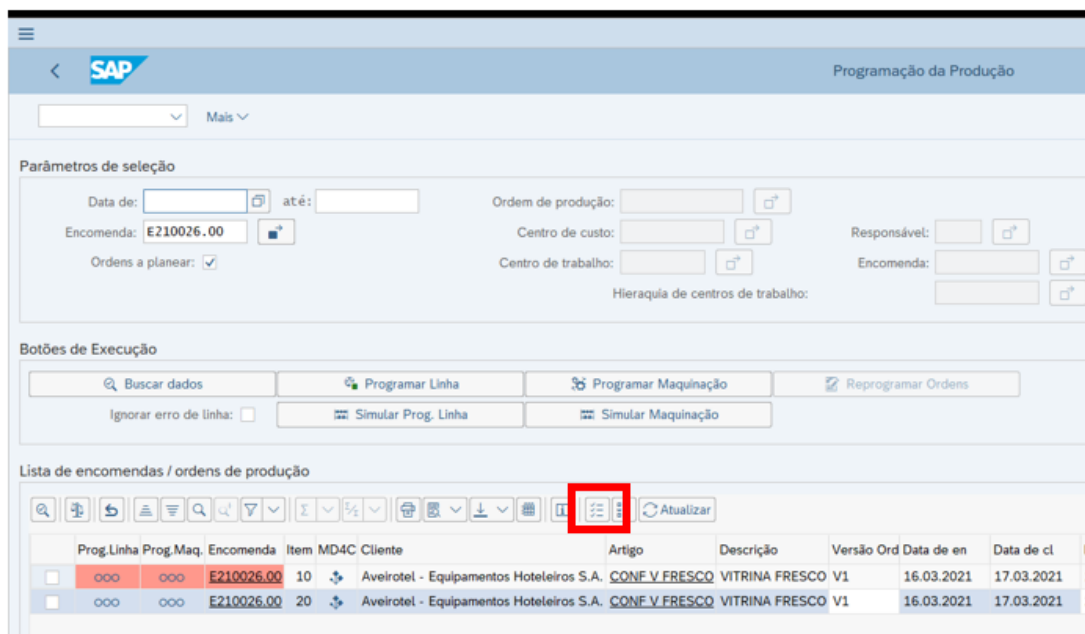 SAP
Programação da Produção
Mais
Parâmetros de seleção
Data de: até: Ordem de produção:
Encomenda: E210026.00 Centro de custo: Responsável:
Ordens a planear: Centro de trabalho: Encomenda:
Hieraquia de centros de trabalho:
Botões de Execução
Buscar dados Programar Linha Programar Maquinação Reprogramar Ordens
Ignorar erro de linha: Simular Prog. Linha Simular Maquinação
Lista de encomendas / ordens de produção
Atualizar
Prog.Linha Prog.Maq. Encomenda Item MD4C Cliente Artigo Descrição Versão Ord Data de en Data de cl
E210026.00 10 Aveirotel - Equipamentos Hoteleiros S.A. CONF V FRESCO VITRINA FRESCO V1 16.03.2021 17.03.2021
E210026.00 20 Aveirotel - Equipamentos Hoteleiros S.A. CONF V FRESCO VITRINA FRESCO V1 16.03.2021 17.03.2021